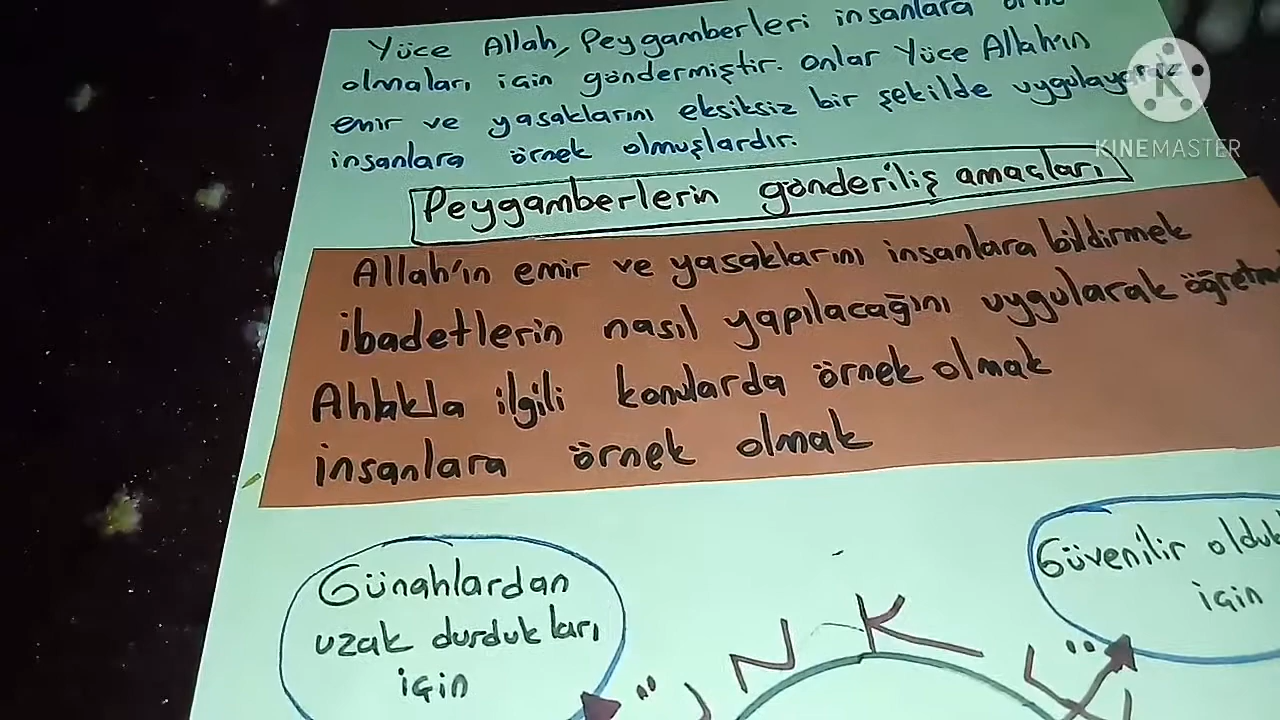 Yüce Allah, Peygamberleri insanlara
olmaları için göndermiştir. onlar Yüce Allah'ın
emir ve yasaklarını eksiksiz bir şekilde
insanlara örnek olmuşlardır.
KINEMASTER
Peygamberlerin gönderiliş amaçları
Allah'ın emir ve yasaklarını insanlara bildirmek
ibadetlerin nasıl yapılacağını uygularak
Ahlakla ilgili konularda örnek olmak
insanlara örnek olmak
Günahlardan
uzak durdukları
için
Güvenilir
için